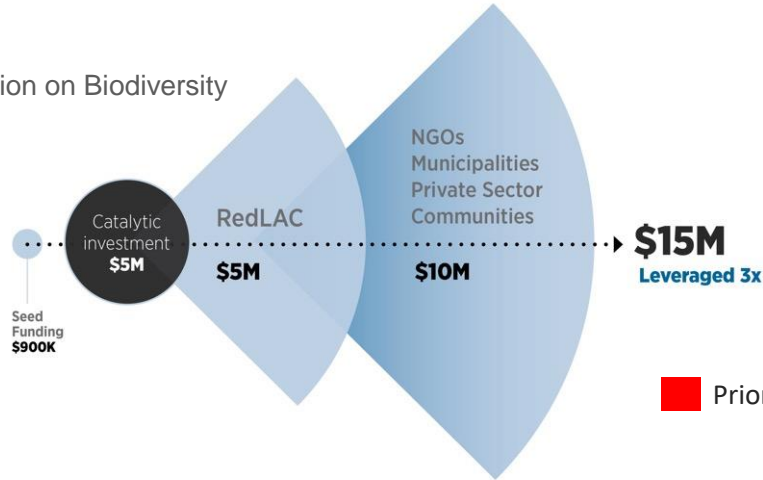 ion on Biodiversity
NGOs
Municipalities
Private Sector
Communities
Catalytic
investment
$5M
RedLAC
$5M
$10M
$15M
Leveraged 3x
Seed
Funding
$900K
Prior